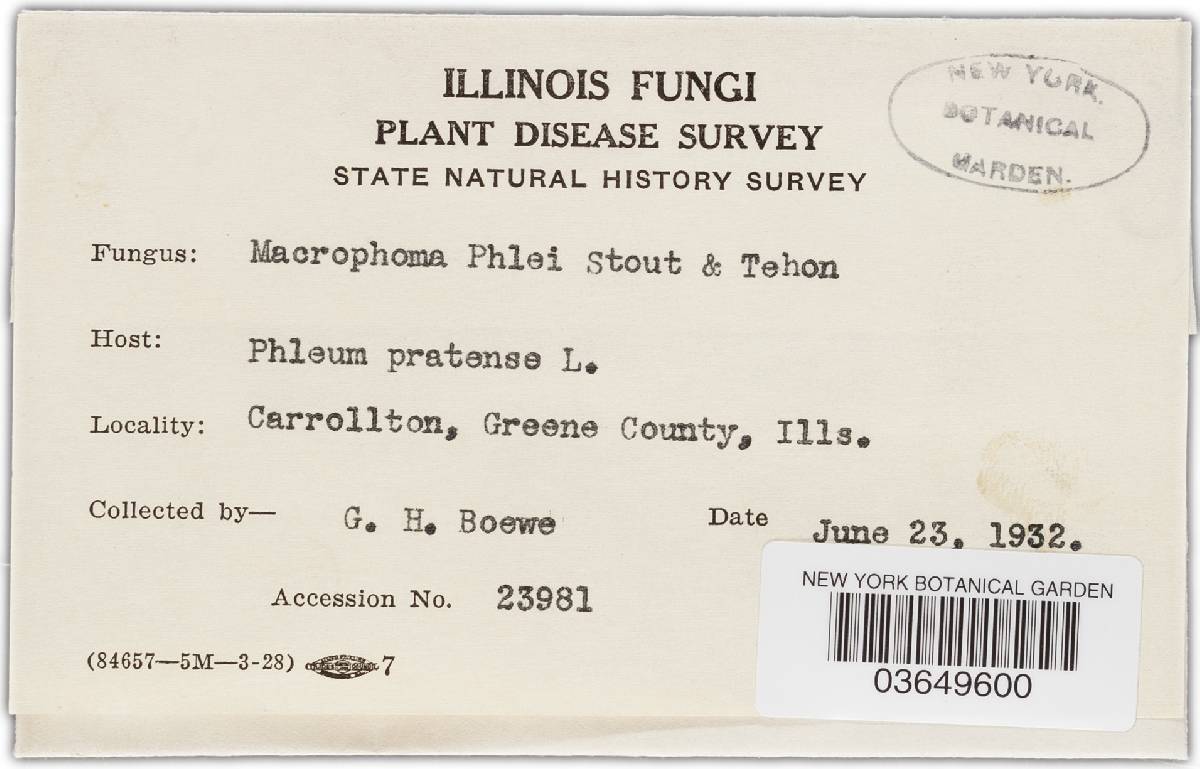 ILLINOIS FUNGI
PLANT DISEASE SURVEY
STATE NATURAL HISTORY SURVEY
NEW YORK
BOTANICAL
GARDEN.
Fungus: Macrophoma Phlei Stout & Tehon
Host: Phleum pratense L.
Locality: Carrollton, Greene County, Ills.
Collected by— G. H. Boewe Date June 23, 1932.
Accession No. 23981
(84657—5M—3-28) 7
NEW YORK BOTANICAL GARDEN
03649600